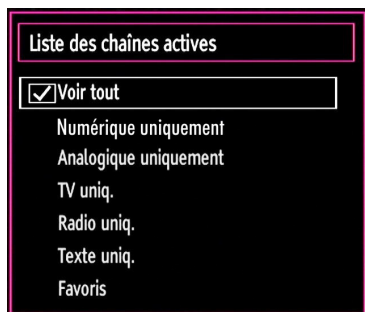 Liste des chaînes actives
Voir tout
Numérique uniquement
Analogique uniquement
TV uniq.
Radio uniq.
Texte uniq.
Favoris